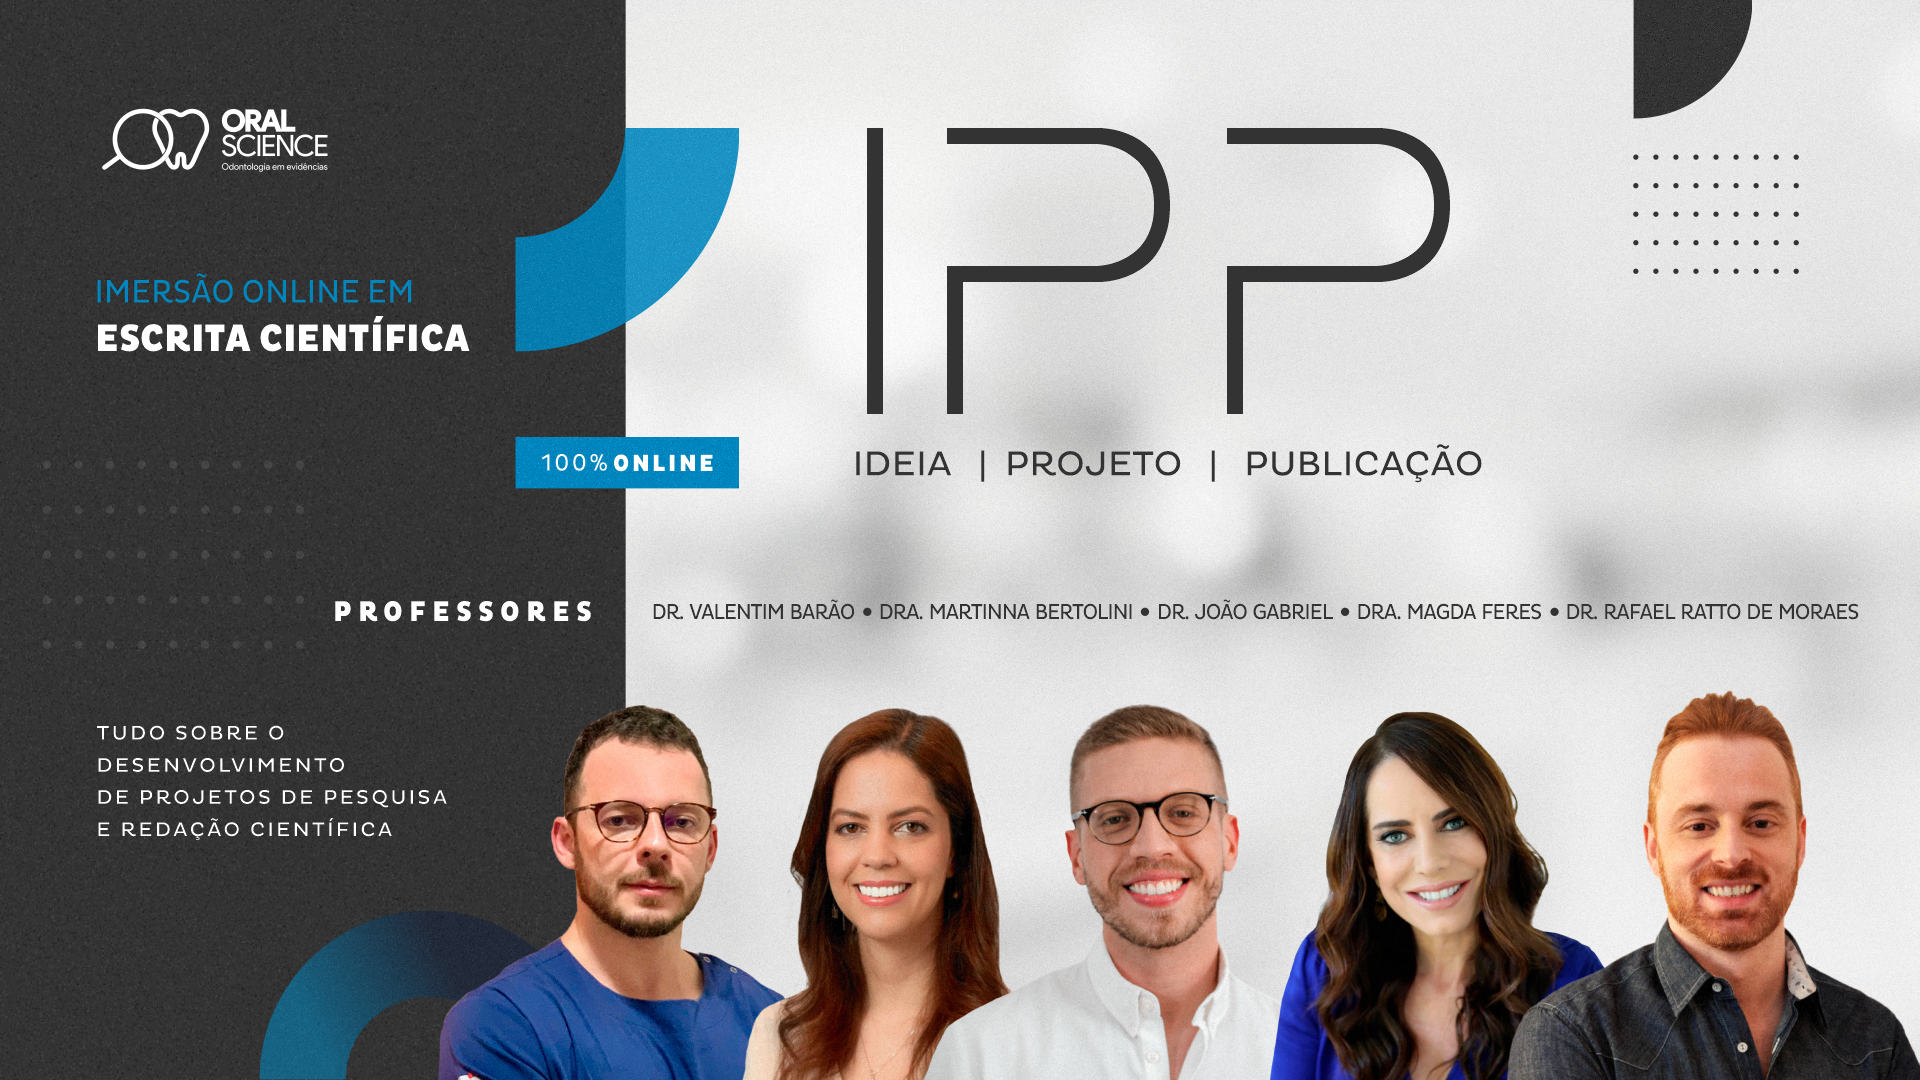 ORAL
SCIENCE
Odontologia em evidências
IMERSÃO ONLINE EM
ESCRITA CIENTÍFICA
100% ONLINE
IPP
IDEIA | PROJETO | PUBLICAÇÃO
PROFESSORES
DR. VALENTIM BARÃO • DRA. MARTINNA BERTOLINI • DR. JOÃO GABRIEL • DRA. MAGDA FERES • DR. RAFAEL RATTO DE MORAES
TUDO SOBRE O
DESENVOLVIMENTO
DE PROJETOS DE PESQUISA
E REDAÇÃO CIENTÍFICA